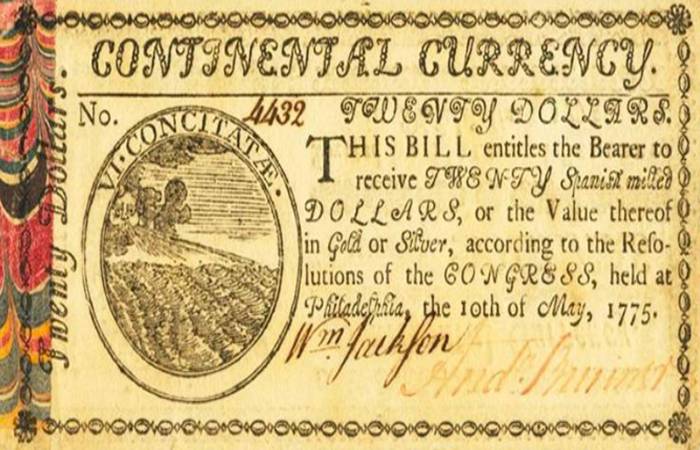 CONTINENTAL CURRENCY.
No. 4432 TWENTY DOLLARS.
Twenty Dollars.
VI·CONCITATÆ.
THIS BILL entitles the Bearer to
receive TWENTY Spanish milled
DOLLARS, or the Value thereof
in Gold or Silver, according to the Reso-
lutions of the CONGRESS, held at
Philadelphia, the 10th of May, 1775.
Wm Jackson
And